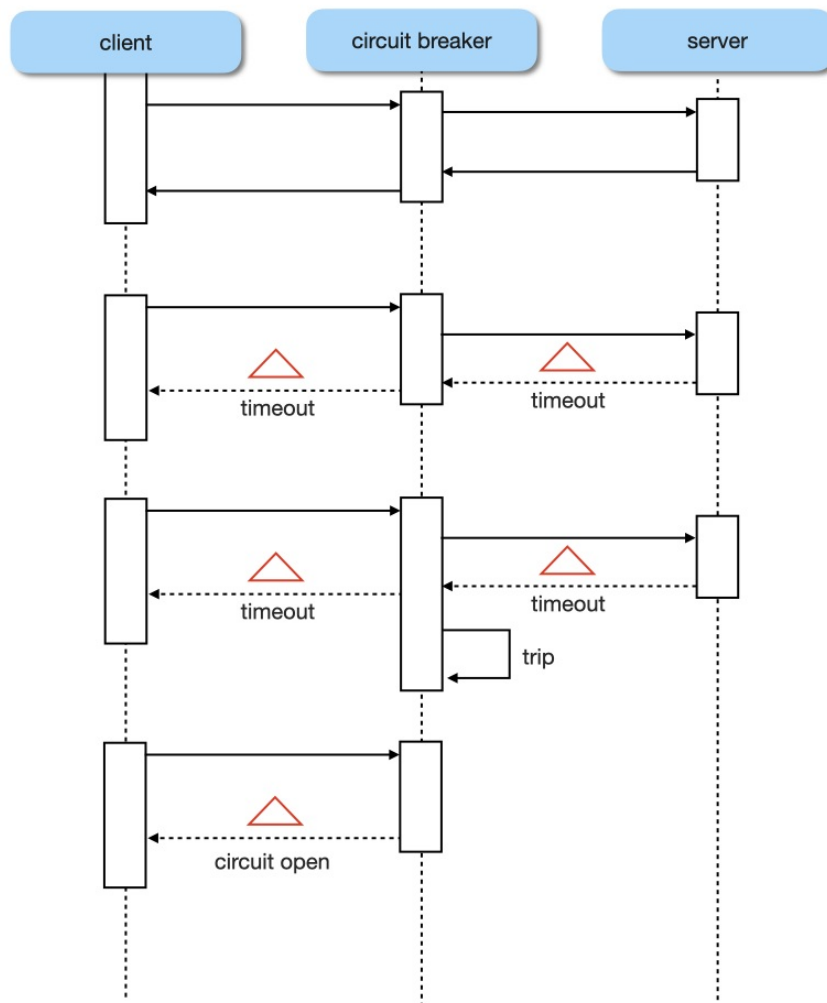 client
circuit breaker
server
timeout
timeout
timeout
timeout
trip
circuit open